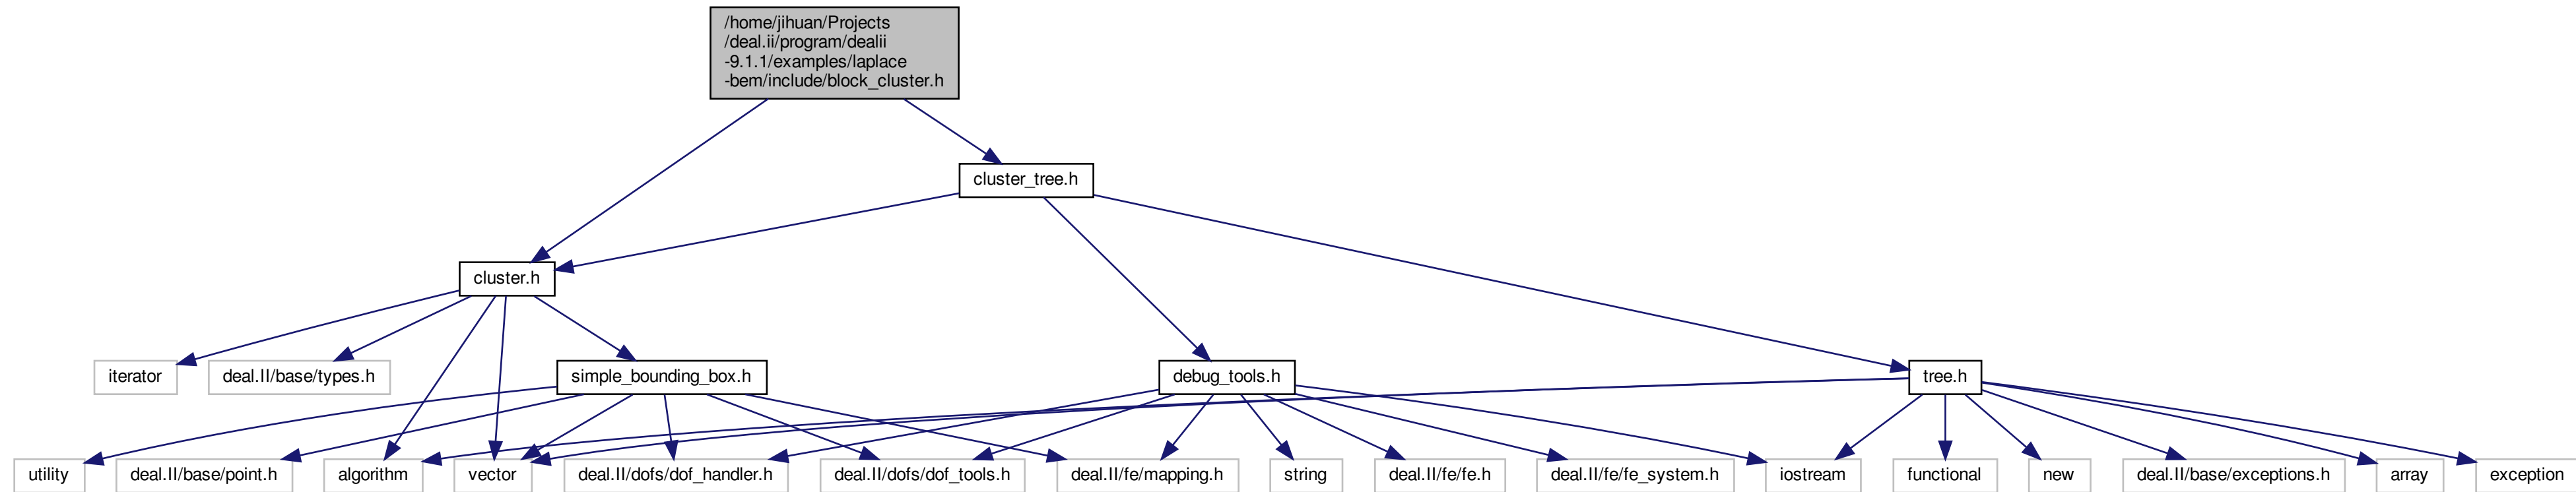 /home/jihuan/Projects
/deal.ii/program/dealii
-9.1.1/examples/laplace
-bem/include/block_cluster.h
cluster_tree.h
cluster.h
iterator
deal.II/base/types.h
simple_bounding_box.h
debug_tools.h
tree.h
utility
deal.II/base/point.h
algorithm
vector
deal.II/dofs/dof_handler.h
deal.II/dofs/dof_tools.h
deal.II/fe/mapping.h
string
deal.II/fe/fe.h
deal.II/fe/fe_system.h
iostream
functional
new
deal.II/base/exceptions.h
array
exception